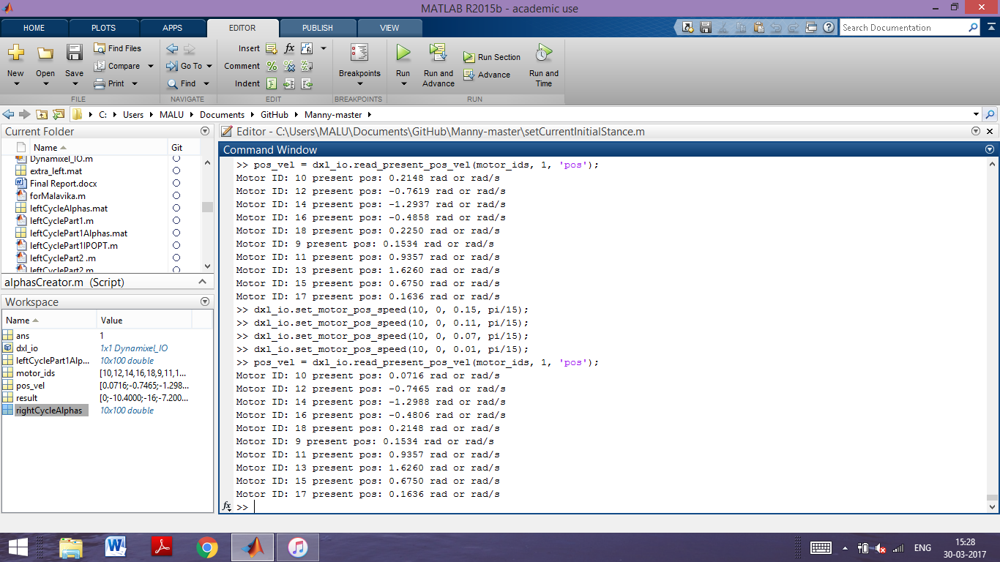 MATLAB R2015b - academic use
HOME PLOTS APPS EDITOR PUBLISH VIEW
Search Documentation
New Open Save
Find Files
Compare
Print
FILE
Go To
Find
NAVIGATE
Insert fx
Comment
Indent
EDIT
Breakpoints
BREAKPOINTS
Run
Run and Advance
Run Section
Advance
Run and Time
RUN
C: Users MALU Documents GitHub Manny-master
Current Folder
Name Git
Dynamixel_IO.m
extra_left.mat
Final Report.docx
forMalavika.m
leftCycleAlphas.mat
leftCyclePart1.m
leftCyclePart1Alphas.mat
leftCyclePart1IPOPT.m
leftCyclePart2 .m
leftCyclePart2.m
alphasCreator.m (Script)
Workspace
Name Value
ans 1
dxl_io 1x1 Dynamixel_IO
leftCyclePart1Alp... 10x100 double
motor_ids [10,12,14,16,18,9,11,1...
pos_vel [0.0716;-0.7465;-1.298...
result [0;-10.4000;-16;-7.200...
rightCycleAlphas 10x100 double
Editor - C:\Users\MALU\Documents\GitHub\Manny-master\setCurrentInitialStance.m
Command Window
>> pos_vel = dxl_io.read_present_pos_vel(motor_ids, 1, 'pos');
Motor ID: 10 present pos: 0.2148 rad or rad/s
Motor ID: 12 present pos: -0.7619 rad or rad/s
Motor ID: 14 present pos: -1.2937 rad or rad/s
Motor ID: 16 present pos: -0.4858 rad or rad/s
Motor ID: 18 present pos: 0.2250 rad or rad/s
Motor ID: 9 present pos: 0.1534 rad or rad/s
Motor ID: 11 present pos: 0.9357 rad or rad/s
Motor ID: 13 present pos: 1.6260 rad or rad/s
Motor ID: 15 present pos: 0.6750 rad or rad/s
Motor ID: 17 present pos: 0.1636 rad or rad/s
>> dxl_io.set_motor_pos_speed(10, 0, 0.15, pi/15);
>> dxl_io.set_motor_pos_speed(10, 0, 0.11, pi/15);
>> dxl_io.set_motor_pos_speed(10, 0, 0.07, pi/15);
>> dxl_io.set_motor_pos_speed(10, 0, 0.01, pi/15);
>> pos_vel = dxl_io.read_present_pos_vel(motor_ids, 1, 'pos');
Motor ID: 10 present pos: 0.0716 rad or rad/s
Motor ID: 12 present pos: -0.7465 rad or rad/s
Motor ID: 14 present pos: -1.2988 rad or rad/s
Motor ID: 16 present pos: -0.4806 rad or rad/s
Motor ID: 18 present pos: 0.2148 rad or rad/s
Motor ID: 9 present pos: 0.1534 rad or rad/s
Motor ID: 11 present pos: 0.9357 rad or rad/s
Motor ID: 13 present pos: 1.6260 rad or rad/s
Motor ID: 15 present pos: 0.6750 rad or rad/s
Motor ID: 17 present pos: 0.1636 rad or rad/s
fx >>
ENG
15:28
30-03-2017